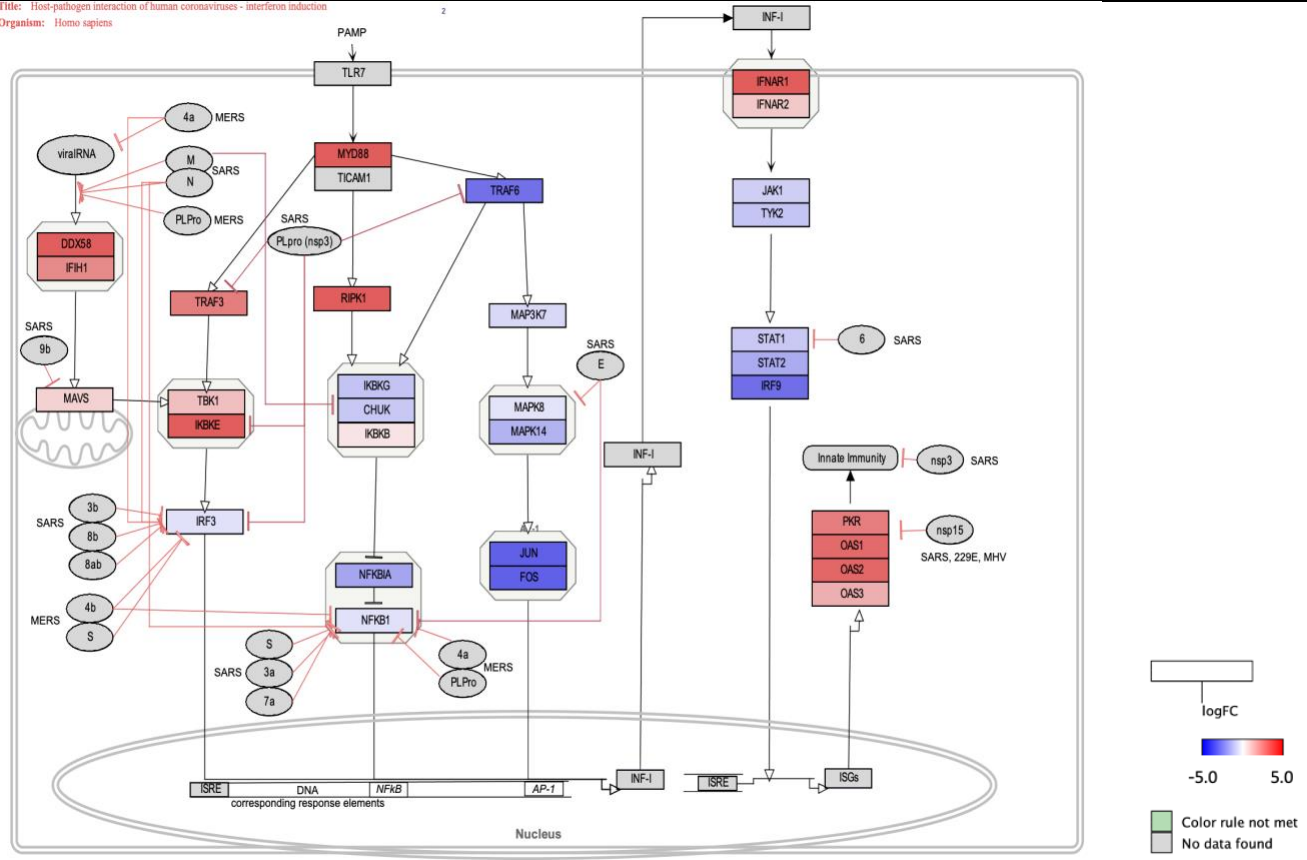 Title: Host-pathogen interaction of human coronaviruses - interferon induction
Organism: Homo sapiens
2
PAMP
TLR7
INF-I
IFNAR1
IFNAR2
4a
MERS
viralRNA
M
SARS
N
PLPro
MERS
MYD88
TICAM1
TRAF6
JAK1
TYK2
SARS
PLpro (nsp3)
DDX58
IFIH1
TRAF3
RIPK1
MAP3K7
SARS
9b
MAVS
TBK1
IKBKE
IKBKG
CHUK
IKBKB
SARS
E
MAPK8
MAPK14
STAT1
STAT2
IRF9
6
SARS
INF-I
Innate Immunity
nsp3
SARS
3b
SARS
8b
8ab
IRF3
JUN
FOS
PKR
OAS1
OAS2
OAS3
nsp15
SARS, 229E, MHV
NFKBIA
NFKB1
4b
MERS
S
S
SARS
3a
7a
4a
MERS
PLPro
ISRE
DNA
NFkB
AP-1
corresponding response elements
INF-I
ISRE
ISGs
Nucleus
logFC
-5.0 5.0
Color rule not met
No data found